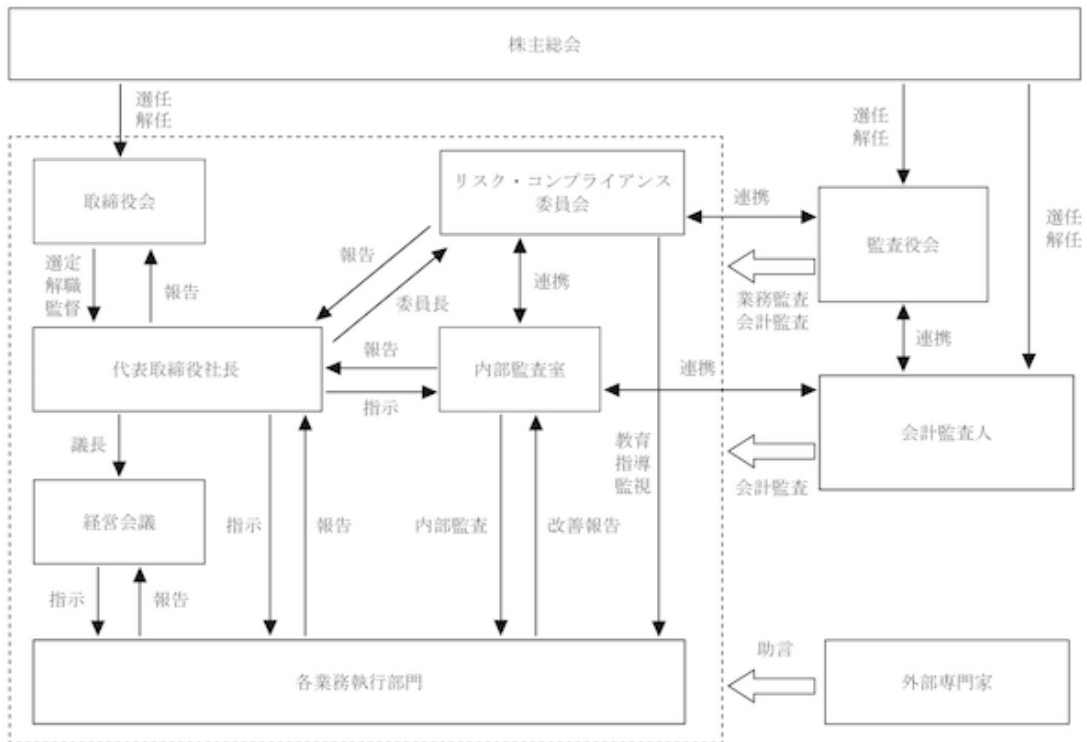 株主総会
選任
解任
選任
解任
選任
解任
取締役会
リスク・コンプライアンス
委員会
連携
監査役会
選定
解職
監督
報告
報告
委員長
連携
業務監査
会計監査
代表取締役社長
報告
指示
内部監査室
連携
連携
会計監査人
議長
教育
指導
監視
会計監査
経営会議
指示
報告
内部監査
改善報告
指示
報告
各業務執行部門
助言
外部専門家